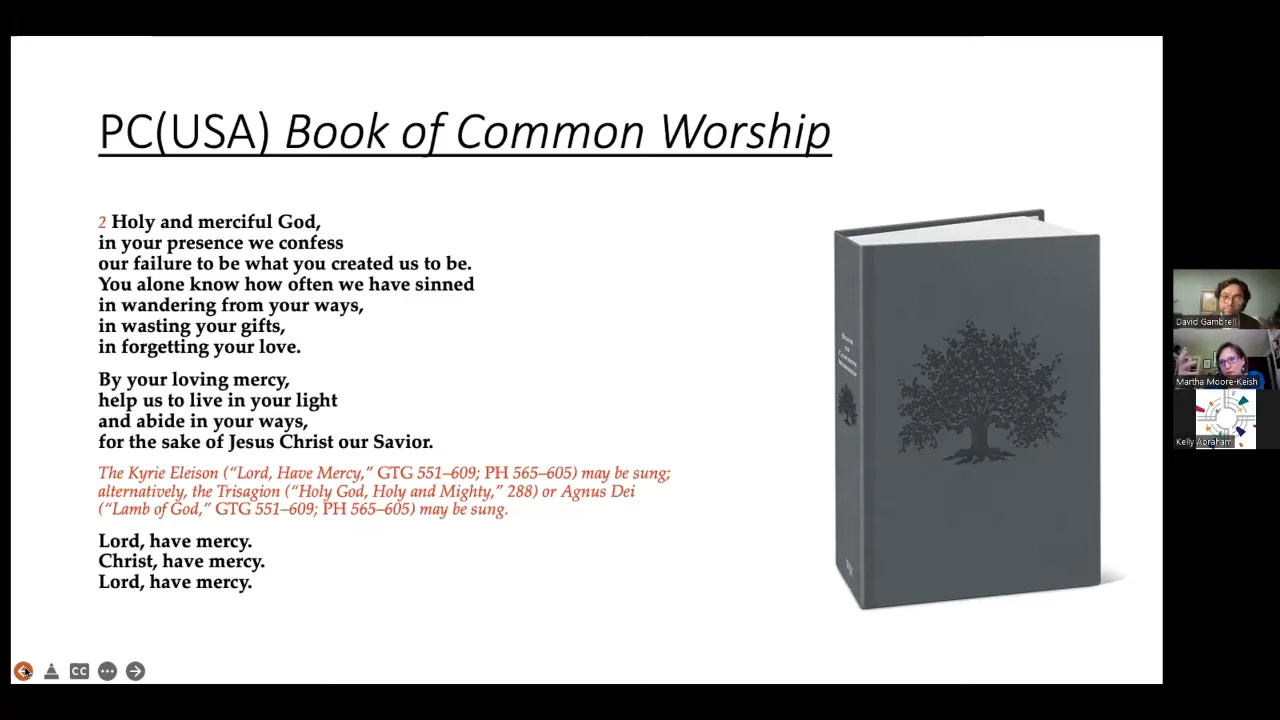 PC(USA) Book of Common Worship
2 Holy and merciful God,
in your presence we confess
our failure to be what you created us to be.
You alone know how often we have sinned
in wandering from your ways,
in wasting your gifts,
in forgetting your love.
By your loving mercy,
help us to live in your light
and abide in your ways,
for the sake of Jesus Christ our Savior.
The Kyrie Eleison (“Lord, Have Mercy,” GTG 551–609; PH 565–605) may be sung;
alternatively, the Trisagion (“Holy God, Holy and Mighty,” 288) or Agnus Dei
(“Lamb of God,” GTG 551–609; PH 565–605) may be sung.
Lord, have mercy.
Christ, have mercy.
Lord, have mercy.
Book
of
Common
Worship
David Gambrell
Martha Moore-Keish
Kelly Abraham
CC